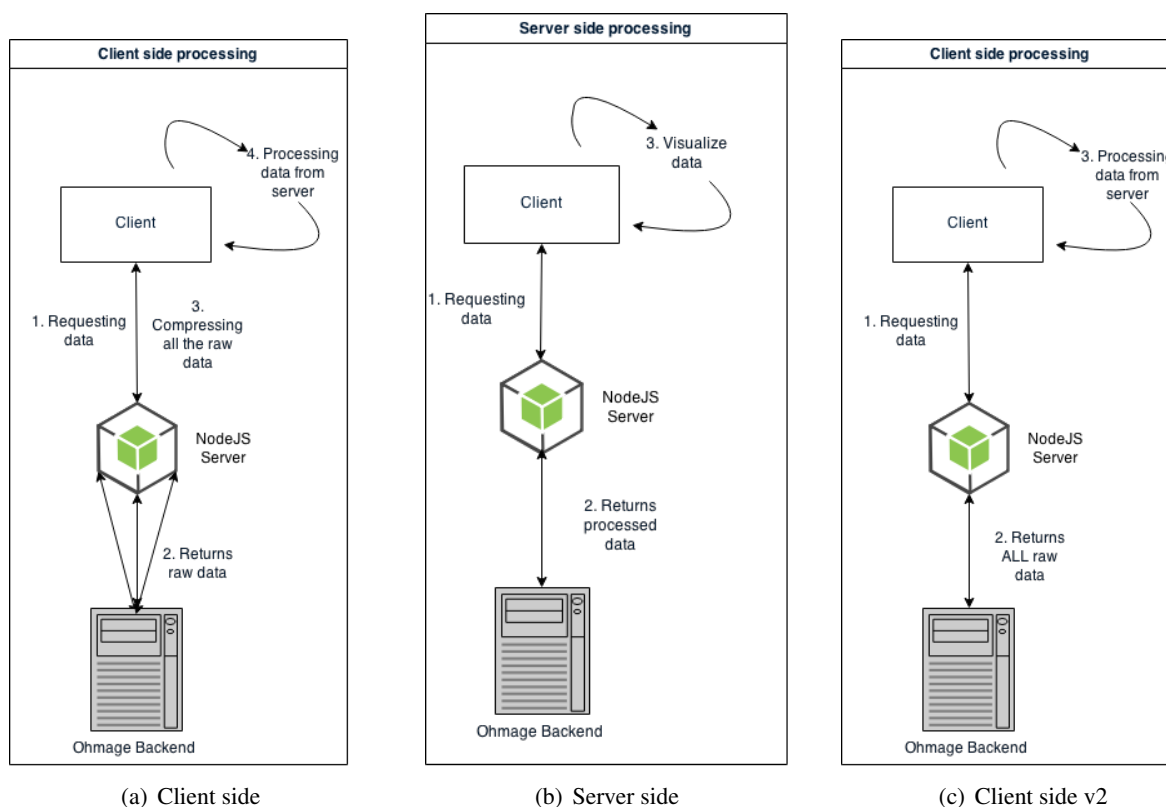 Client side processing
4. Processing
data from
server
Client
1. Requesting
data
3.
Compressing
all the raw
data
NodeJS
Server
2. Returns
raw data
Ohmage Backend
(a) Client side
Server side processing
3. Visualize
data
Client
1. Requesting
data
NodeJS
Server
2. Returns
processed
data
Ohmage Backend
(b) Server side
Client side processing
3. Processing
data from
server
Client
1. Requesting
data
NodeJS
Server
2. Returns
ALL raw
data
Ohmage Backend
(c) Client side v2